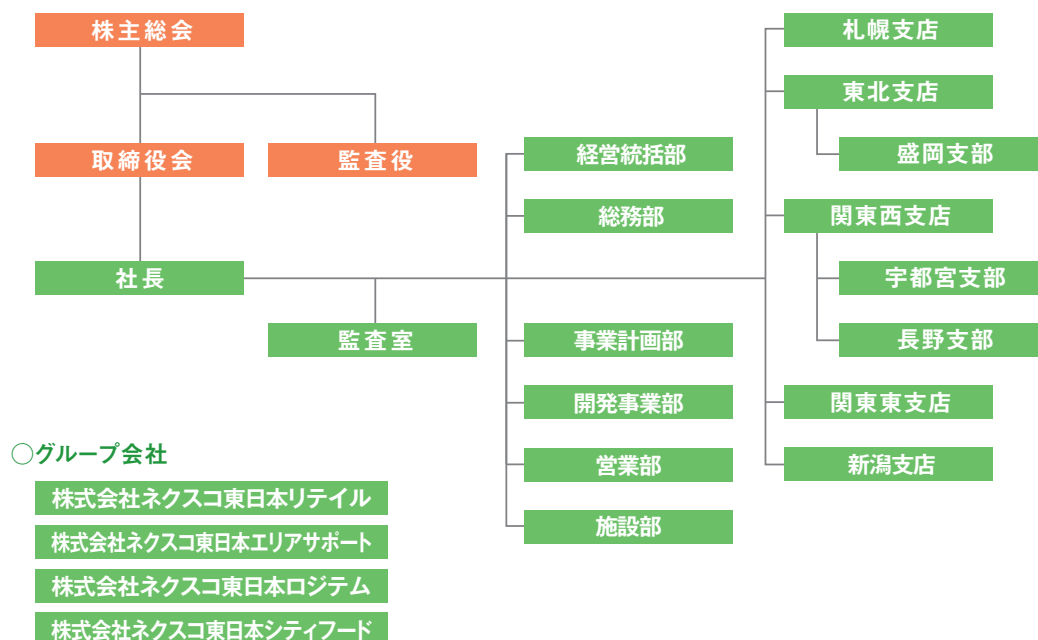 株主総会
取締役会
監査役
社長
監査室
経営統括部
総務部
事業計画部
開発事業部
営業部
施設部
札幌支店
東北支店
盛岡支部
関東西支店
宇都宮支部
長野支部
関東東支店
新潟支店
○グループ会社
株式会社ネクスコ東日本リテイル
株式会社ネクスコ東日本エリアサポート
株式会社ネクスコ東日本ロジテム
株式会社ネクスコ東日本シティフード